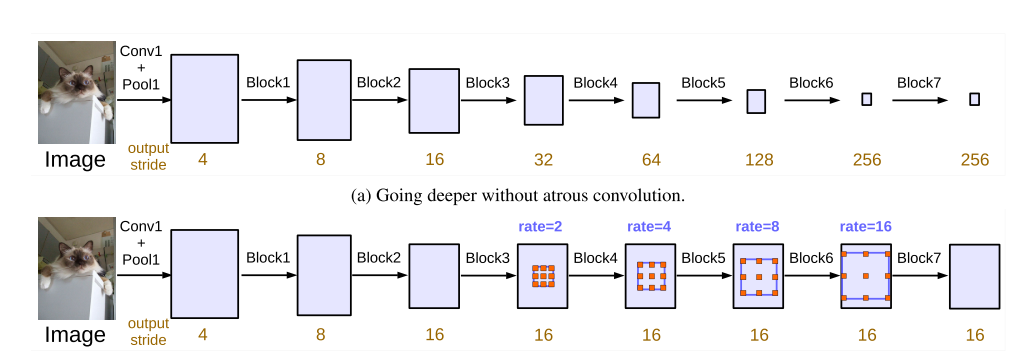 Conv1
+
Pool1
Block1
Block2
Block3
Block4
Block5
Block6
Block7
Image
output
stride
4
8
16
32
64
128
256
256
(a) Going deeper without atrous convolution.
rate=2
rate=4
rate=8
rate=16
Conv1
+
Pool1
Block1
Block2
Block3
Block4
Block5
Block6
Block7
Image
output
stride
4
8
16
16
16
16
16
16